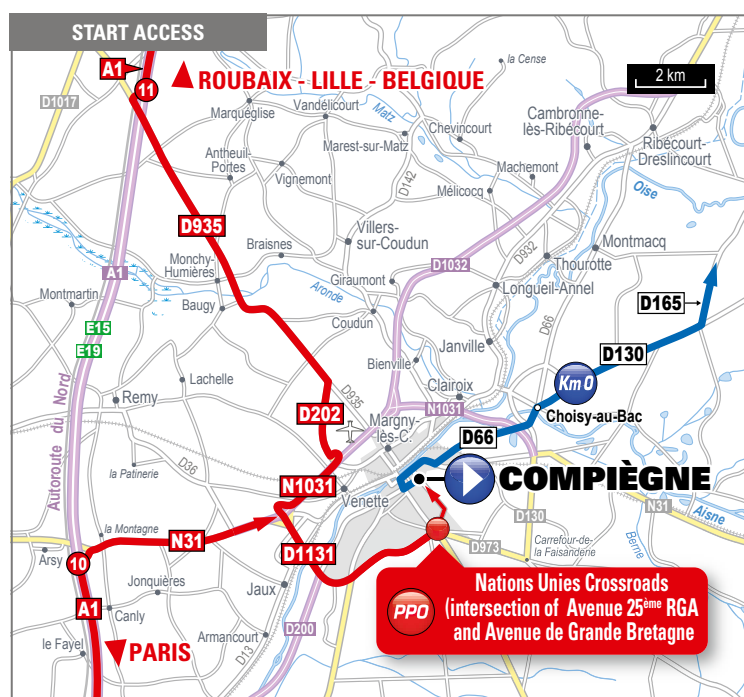 START ACCESS
A1
11
ROUBAIX - LILLE - BELGIQUE
2 km
la Cense
D1017
Marquéglise
Vandélicourt
Matz
Chevincourt
Cambronne-
lès-Ribécourt
Ribécourt-
Dreslincourt
Antheuil-
Portes
Marest-sur-Matz
Vignemont
D142
Machemont
Mélicocq
Oise
D935
Villers-
sur-Coudun
D932
Montmacq
Braisnes
Monchy-
Humières
D1032
Thourotte
A1
Giraumont
Longueil-Annel
Montmartin
Aronde
Baugy
Coudun
D66
D165
E15
E19
Janville
D130
Bienville
Autoroute du Nord
Lachelle
D935
Clairoix
Km 0
Remy
D202
N1031
Choisy-au-Bac
Margny-
lès-C.
D66
la Patinerie
D36
COMPIÈGNE
N1031
Venette
Aisne
la Montagne
N31
D130
N31
Berne
Arsy
10
D1131
D973
Carrefour-de-
la Faisanderie
Jonquières
Jaux
A1
Canly
Nations Unies Crossroads
PPO
(intersection of Avenue 25ème RGA
and Avenue de Grande Bretagne
Armancourt
D200
le Fayel
PARIS
D13